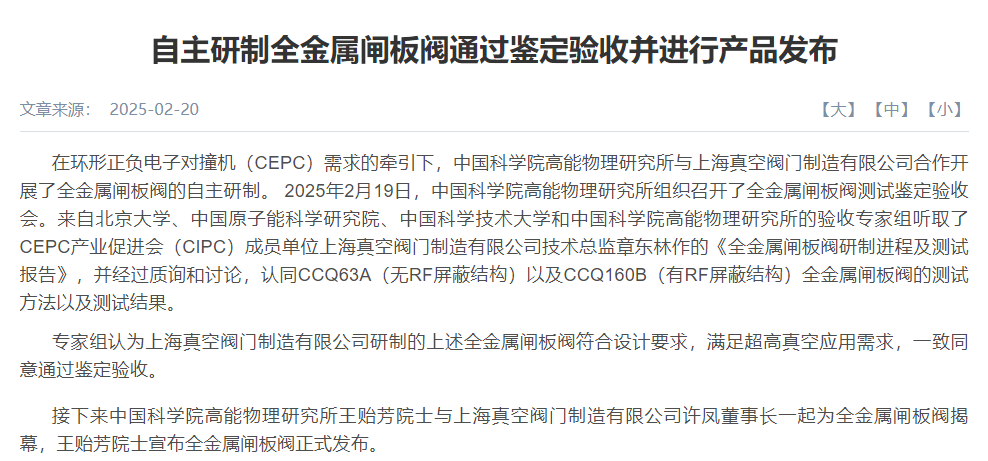 自主研制全金属闸板阀通过鉴定验收并进行产品发布
文章来源： 2025-02-20 【大】 【中】 【小】
在环形正负电子对撞机（CEPC）需求的牵引下，中国科学院高能物理研究所与上海真空阀门制造有限公司合作开
展了全金属闸板阀的自主研制。 2025年2月19日，中国科学院高能物理研究所组织召开了全金属闸板阀测试鉴定验收
会。来自北京大学、中国原子能科学研究院、中国科学技术大学和中国科学院高能物理研究所的验收专家组听取了
CEPC产业促进会（CIPC）成员单位上海真空阀门制造有限公司技术总监章东林作的《全金属闸板阀研制进程及测试
报告》，并经过质询和讨论，认同CCQ63A（无RF屏蔽结构）以及CCQ160B（有RF屏蔽结构）全金属闸板阀的测试
方法以及测试结果。
专家组认为上海真空阀门制造有限公司研制的上述全金属闸板阀符合设计要求，满足超高真空应用需求，一致同
意通过鉴定验收。
接下来中国科学院高能物理研究所王贻芳院士与上海真空阀门制造有限公司许凤董事长一起为全金属闸板阀揭
幕，王贻芳院士宣布全金属闸板阀正式发布。